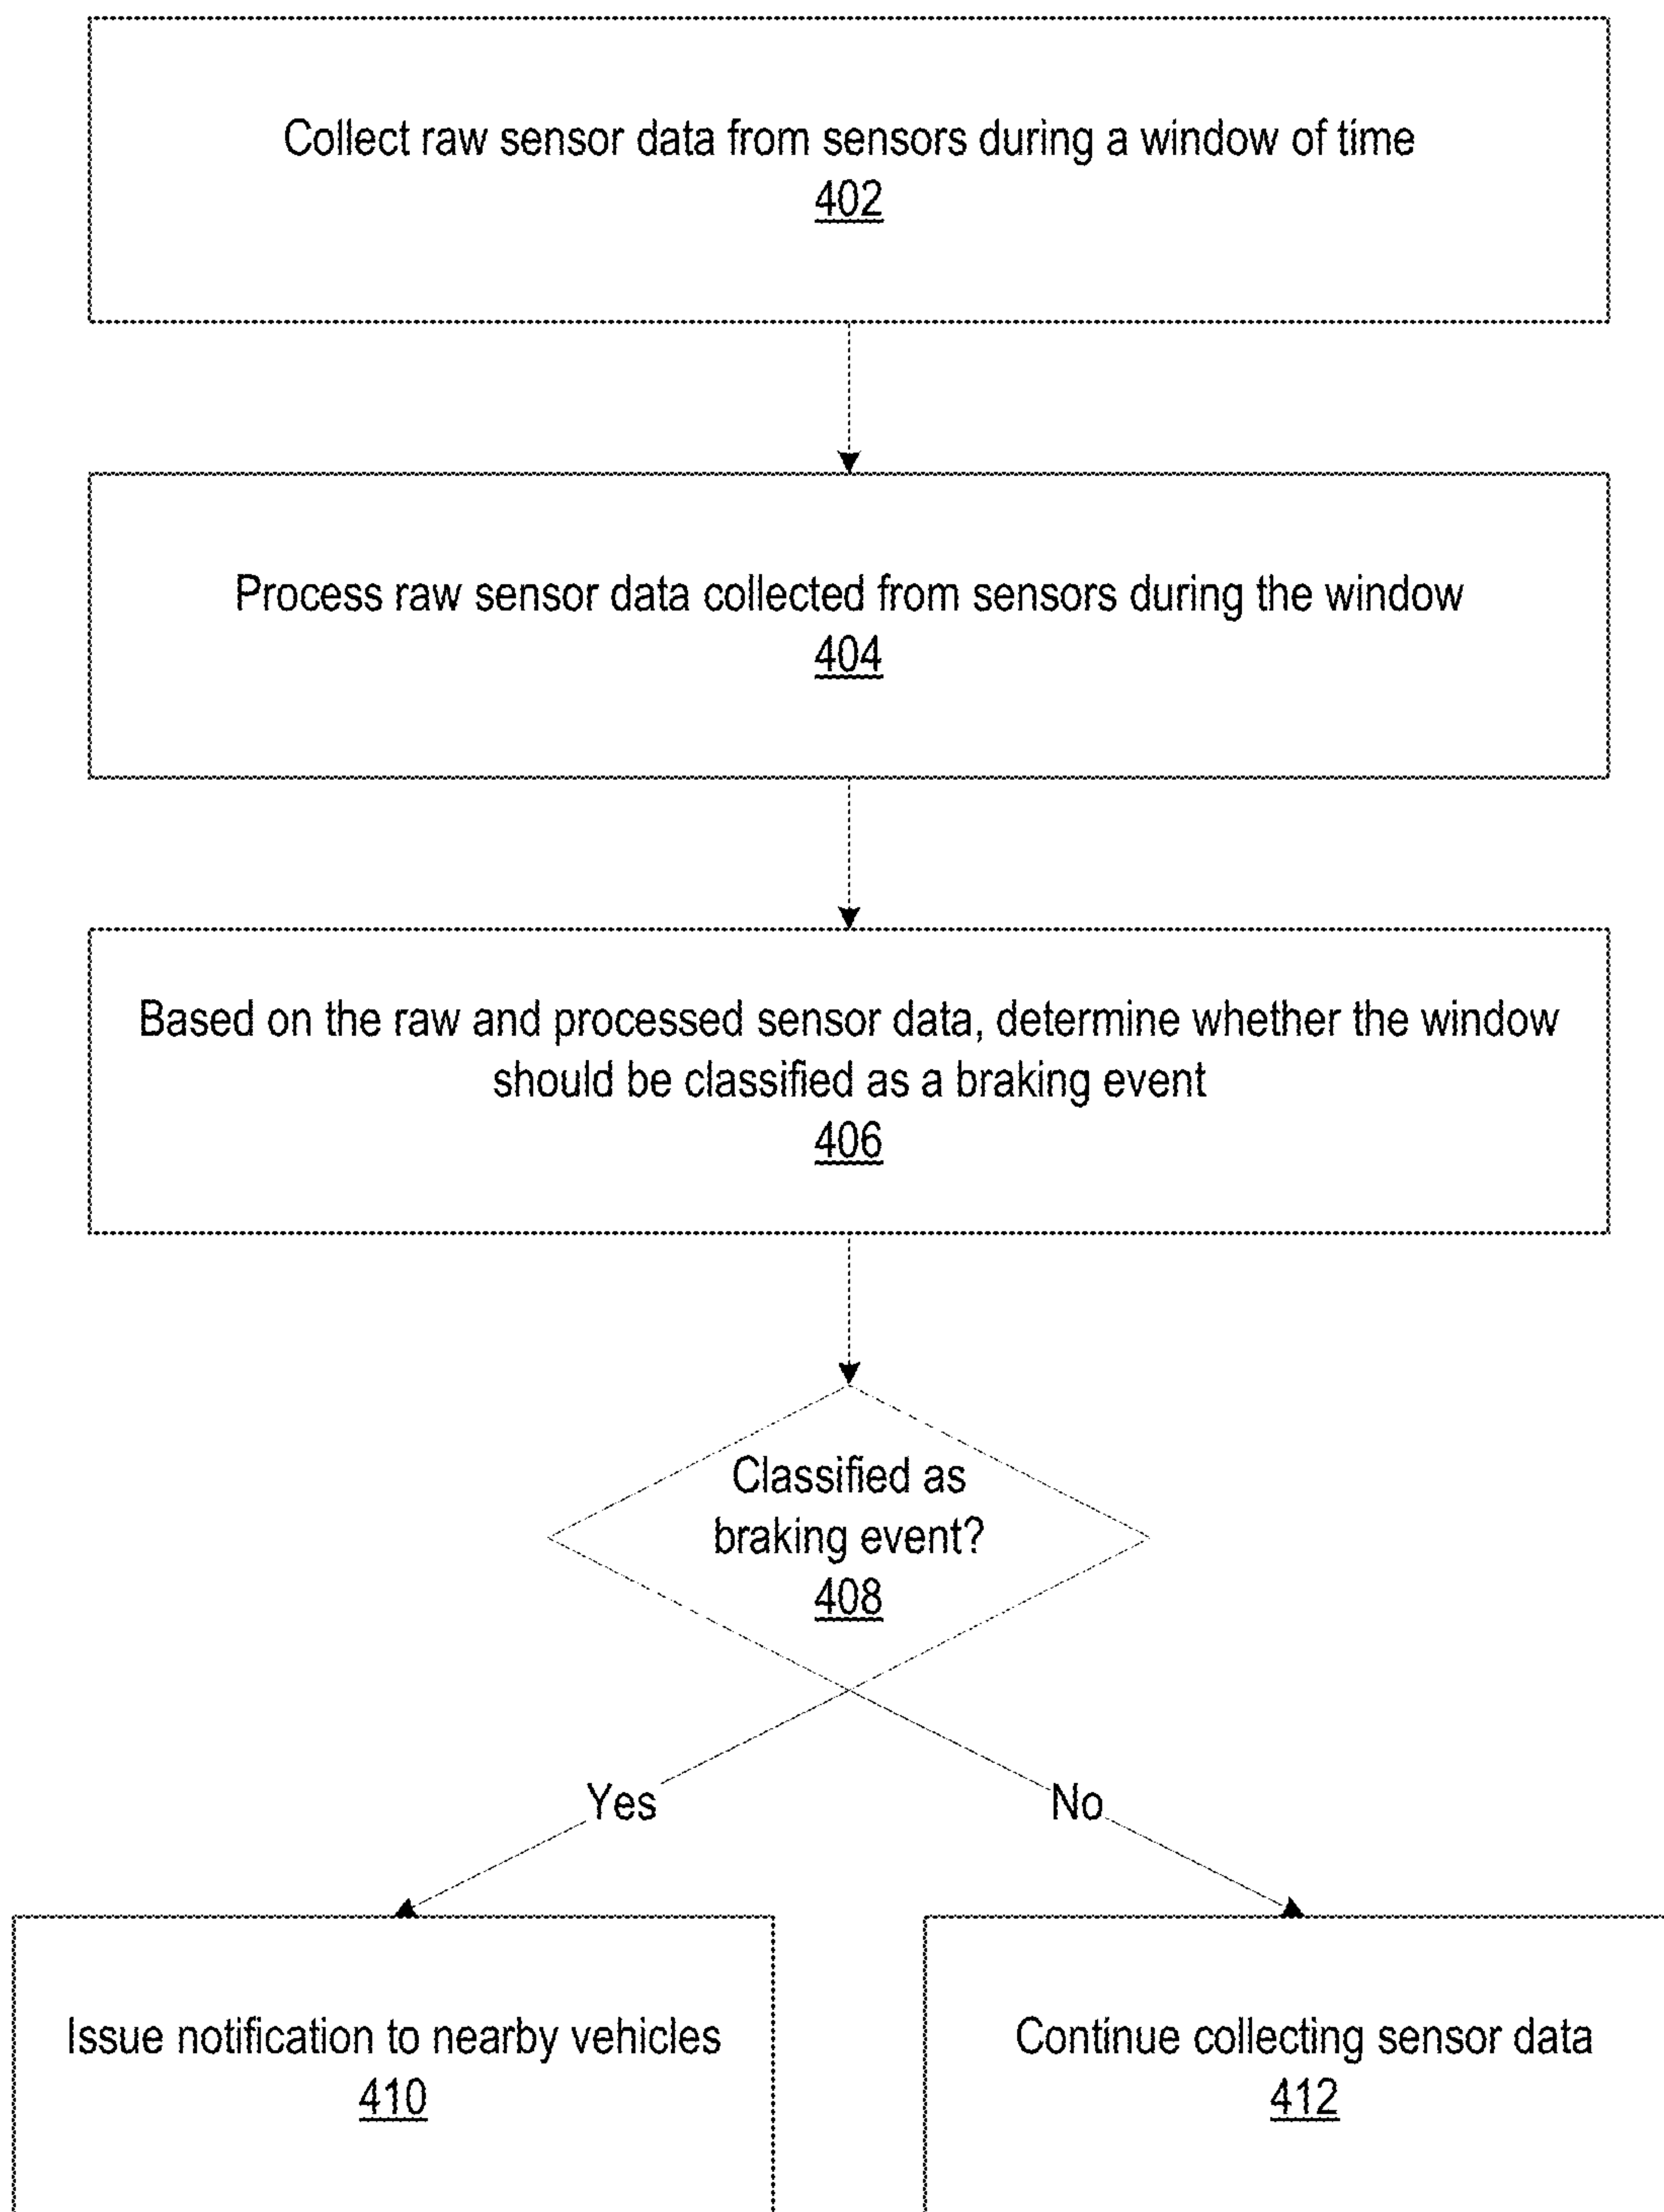 Collect raw sensor data from sensors during a window of time
402
Process raw sensor data collected from sensors during the window
404
Based on the raw and processed sensor data, determine whether the window
should be classified as a braking event
406
Classified as
braking event?
408
Yes
No
Issue notification to nearby vehicles
410
Continue collecting sensor data
412